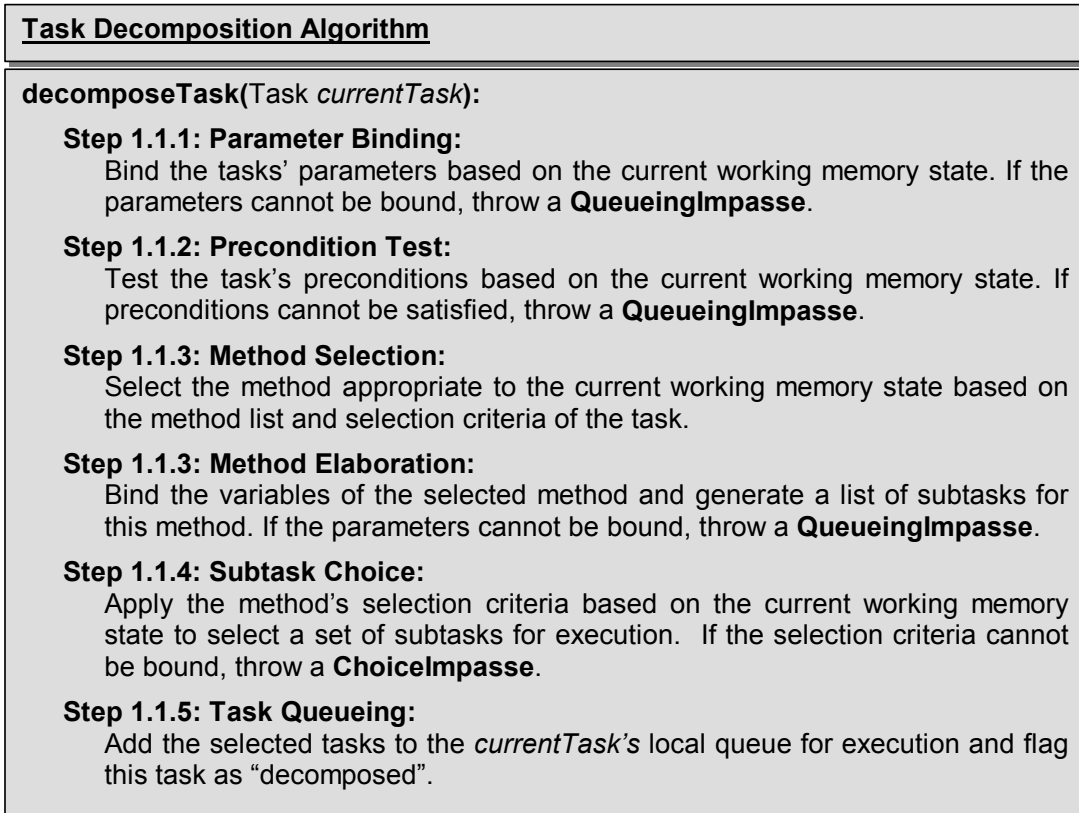 Task Decomposition Algorithm
decomposeTask(Task currentTask):
Step 1.1.1: Parameter Binding:
Bind the tasks’ parameters based on the current working memory state. If the
parameters cannot be bound, throw a QueueingImpasse.
Step 1.1.2: Precondition Test:
Test the task’s preconditions based on the current working memory state. If
preconditions cannot be satisfied, throw a QueueingImpasse.
Step 1.1.3: Method Selection:
Select the method appropriate to the current working memory state based on
the method list and selection criteria of the task.
Step 1.1.3: Method Elaboration:
Bind the variables of the selected method and generate a list of subtasks for
this method. If the parameters cannot be bound, throw a QueueingImpasse.
Step 1.1.4: Subtask Choice:
Apply the method’s selection criteria based on the current working memory
state to select a set of subtasks for execution.  If the selection criteria cannot
be bound, throw a ChoiceImpasse.
Step 1.1.5: Task Queueing:
Add the selected tasks to the currentTask’s local queue for execution and flag
this task as “decomposed”.